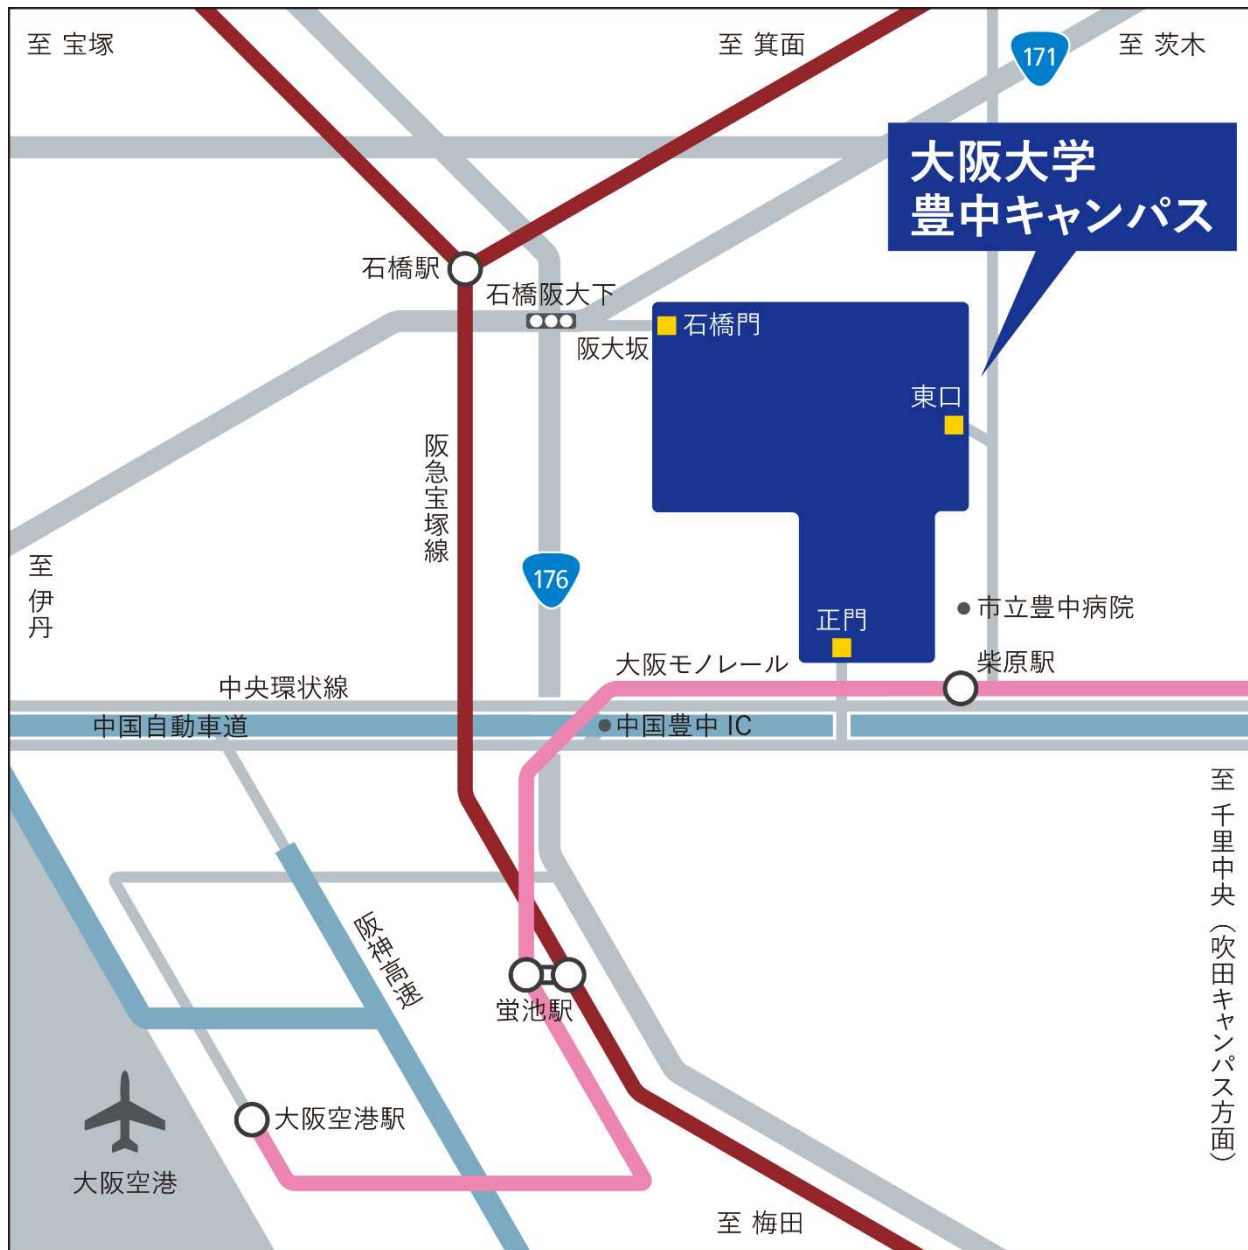 至 宝塚
至 箕面
171
至 茨木
大阪大学
豊中キャンパス
石橋駅
石橋阪大下
阪大坂
石橋門
東口
阪急宝塚線
至 伊丹
176
正門
市立豊中病院
大阪モノレール
柴原駅
中央環状線
中国自動車道
中国豊中 IC
至 千里中央（吹田キャンパス方面）
阪神高速
蛍池駅
大阪空港駅
大阪空港
至 梅田